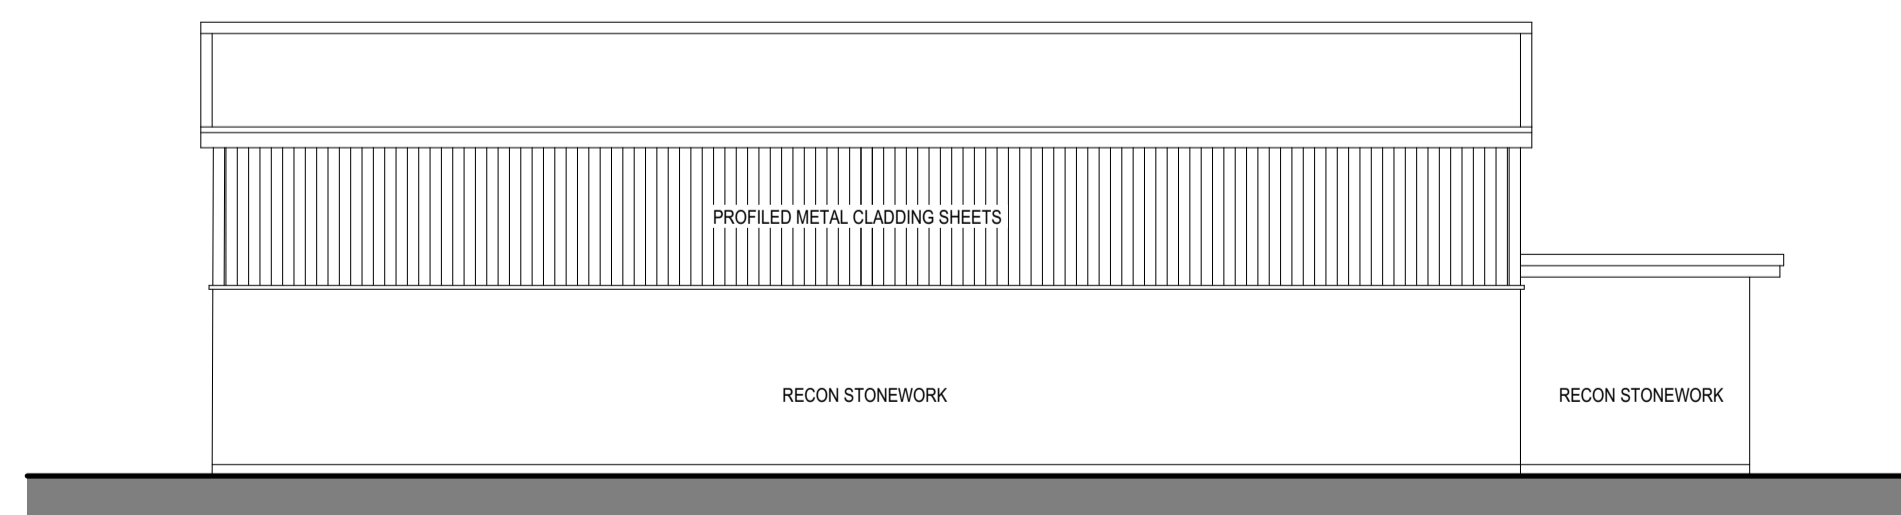 PROFILED METAL CLADDING SHEETS
RECON STONEWORK
RECON STONEWORK